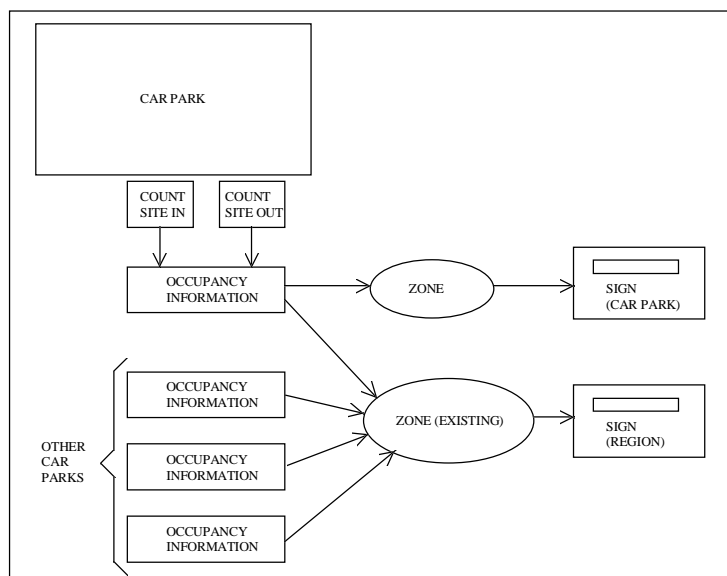 CAR PARK
COUNT
SITE IN
COUNT
SITE OUT
OCCUPANCY
INFORMATION
ZONE
SIGN
(CAR PARK)
OCCUPANCY
INFORMATION
ZONE (EXISTING)
SIGN
(REGION)
OTHER
CAR
PARKS
OCCUPANCY
INFORMATION
OCCUPANCY
INFORMATION